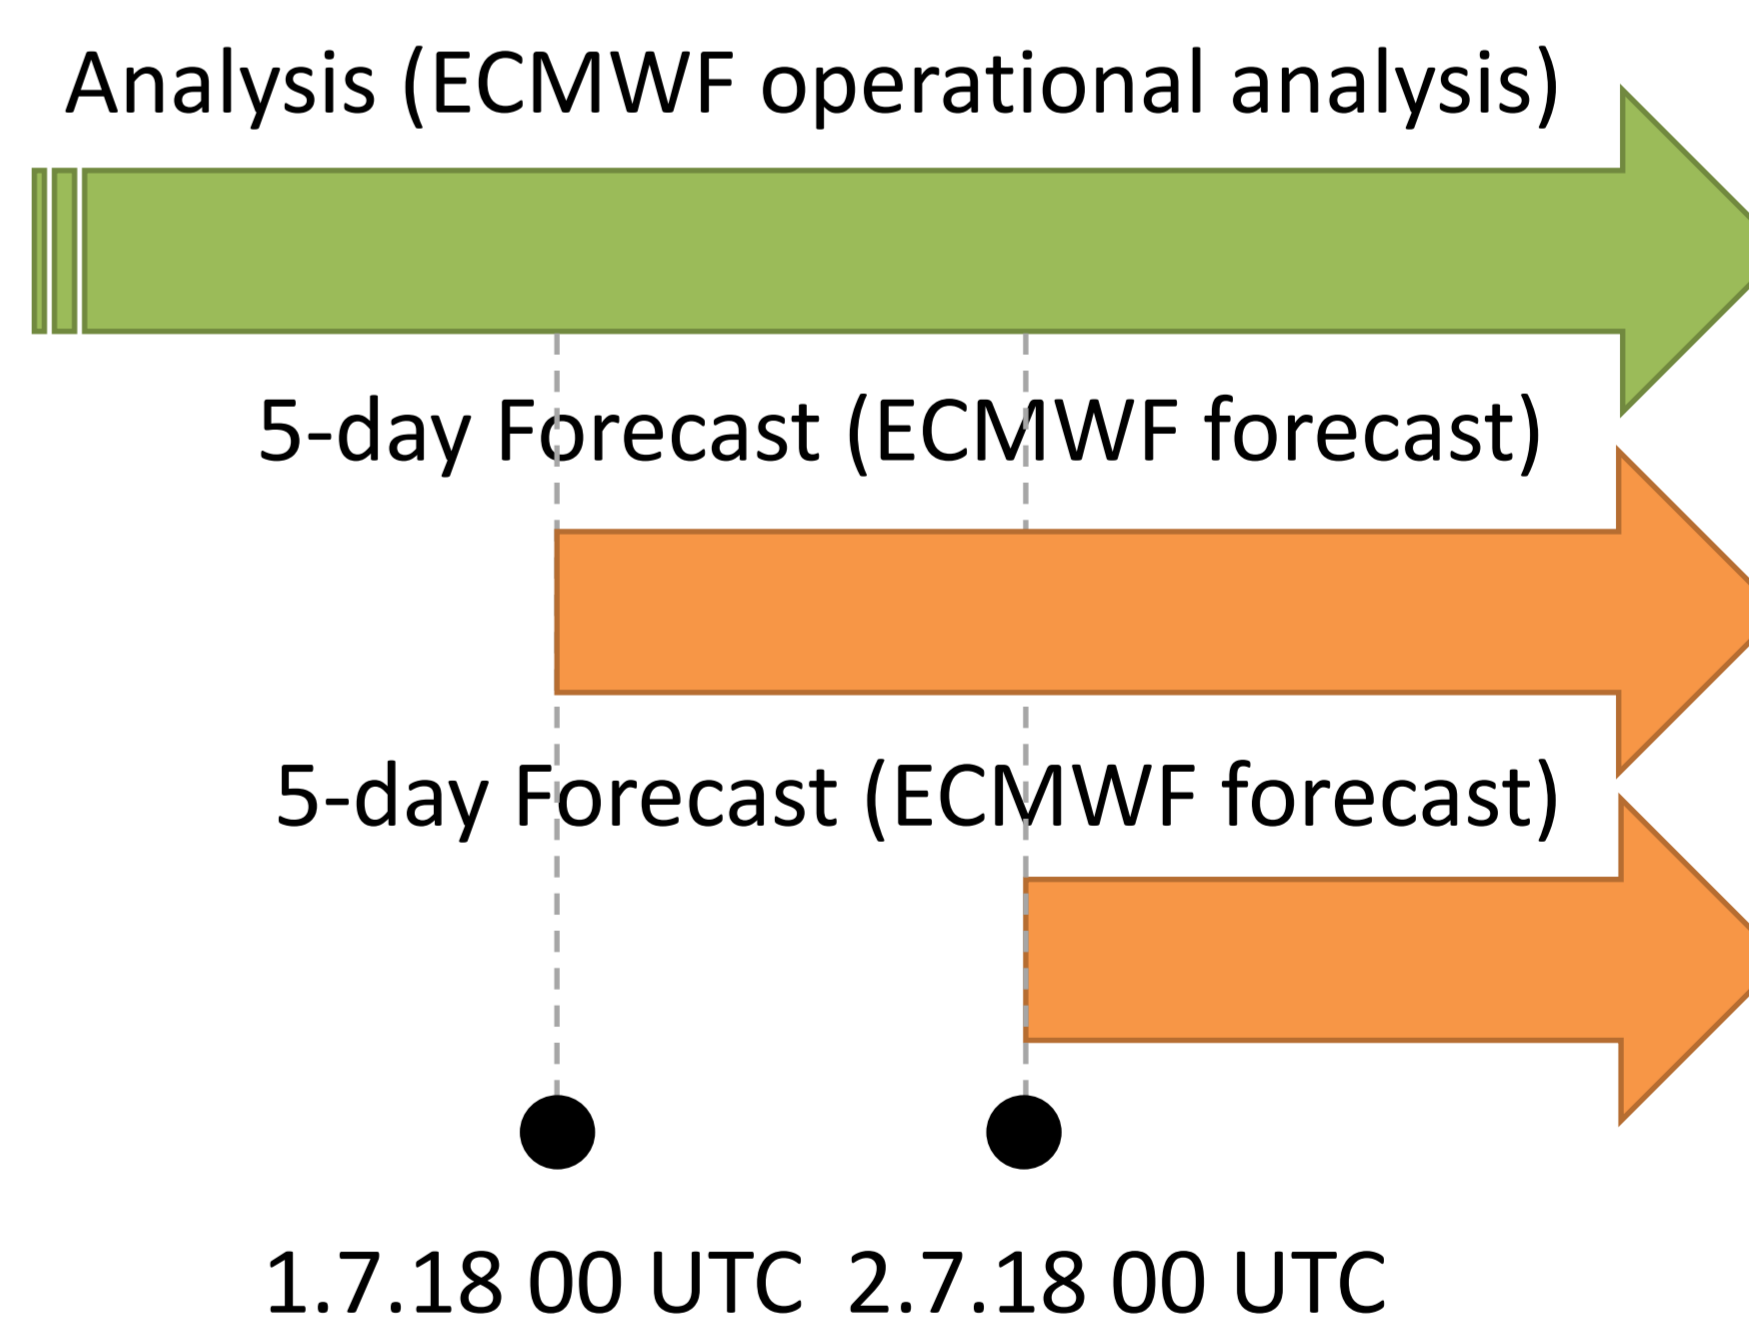 Analysis (ECMWF operational analysis)
5-day Forecast (ECMWF forecast)
5-day Forecast (ECMWF forecast)
1.7.18 00 UTC 2.7.18 00 UTC